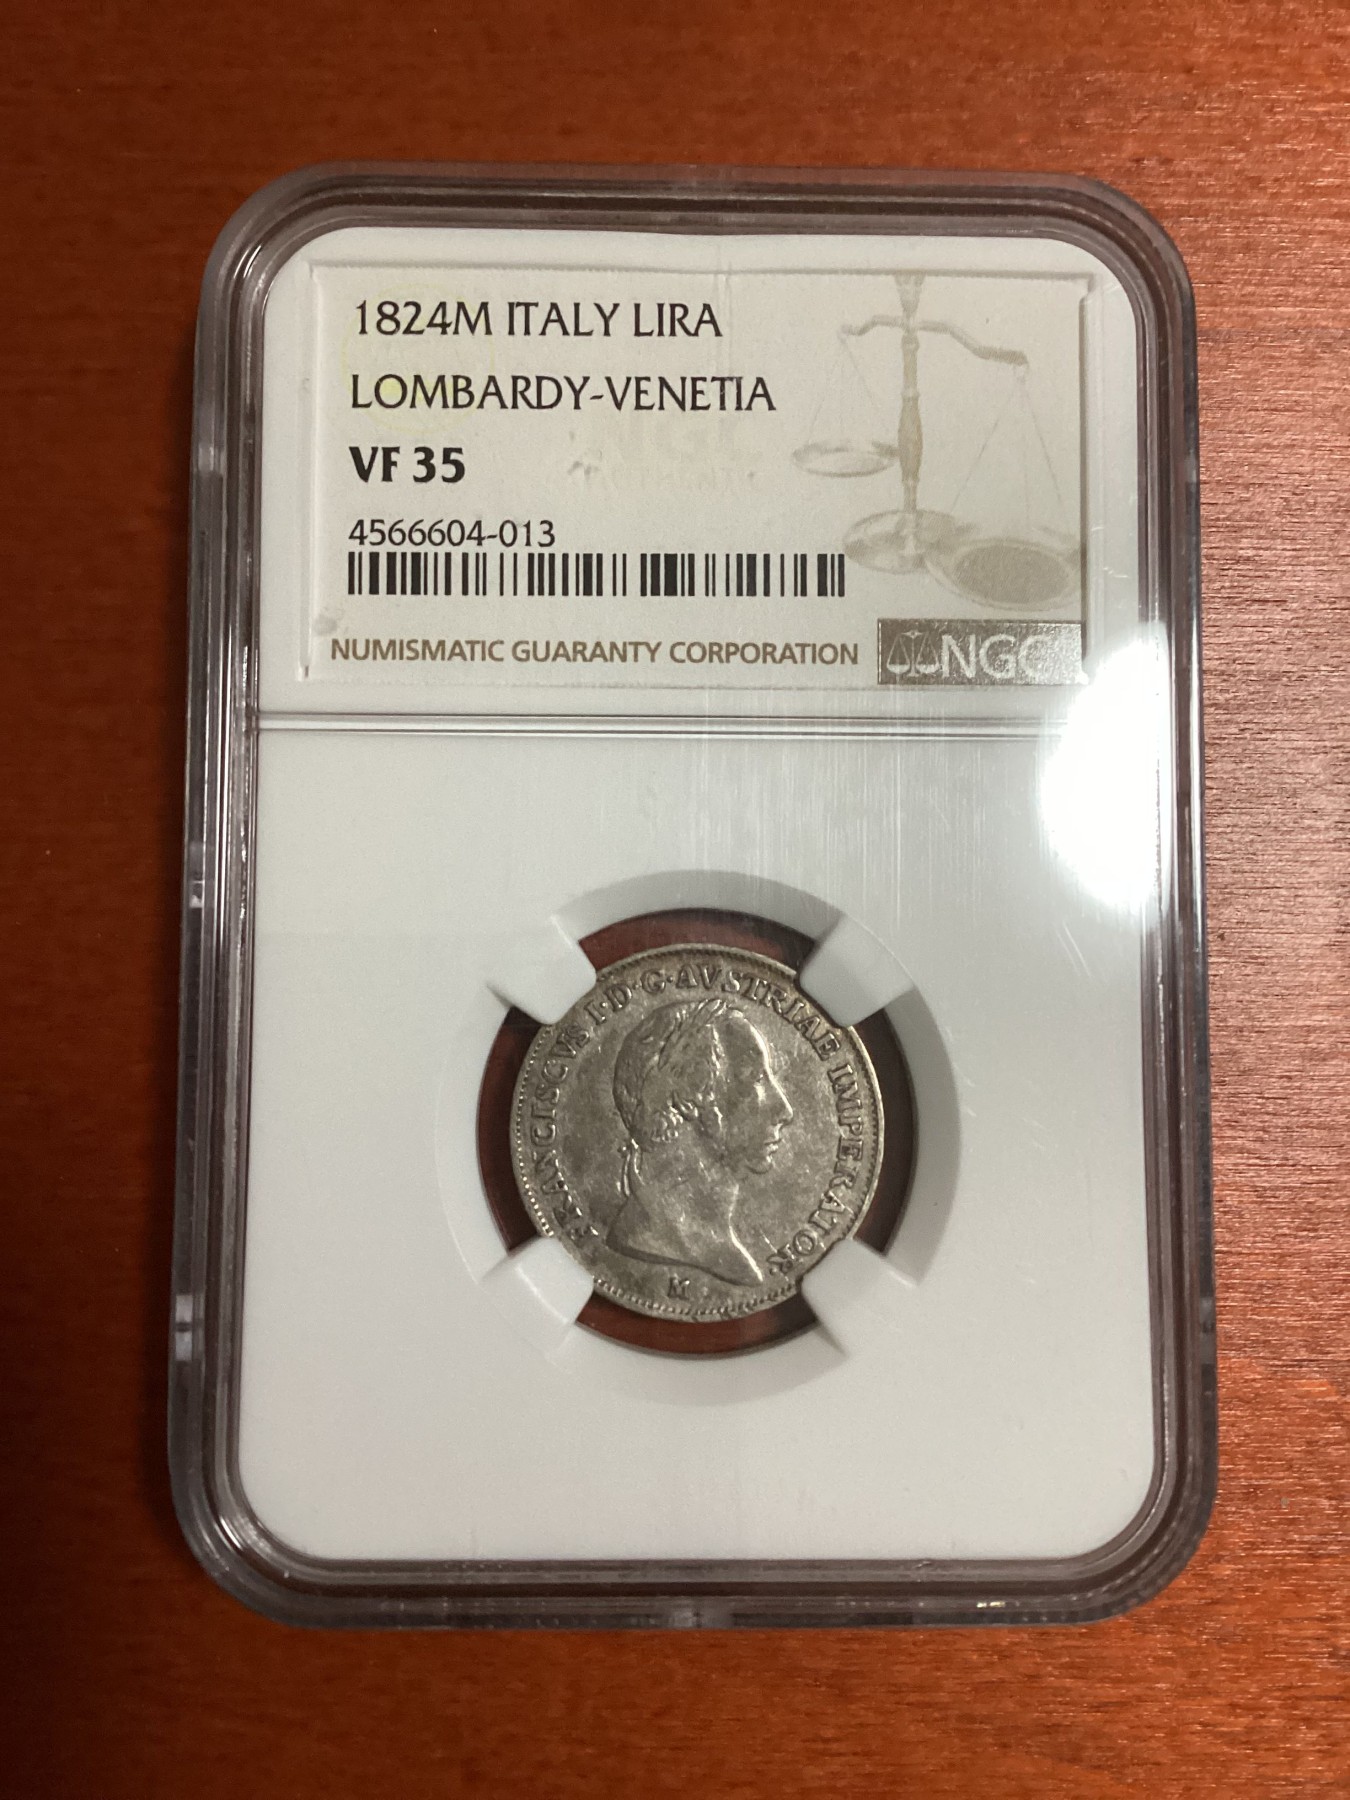 1824M ITALY LIRA
LOMBARDY-VENETIA
VF 35
4566604-013
NUMISMATIC GUARANTY CORPORATION
NGC
FRANCISCVS I·D·G·AVSTRIAE IMPERATOR
M